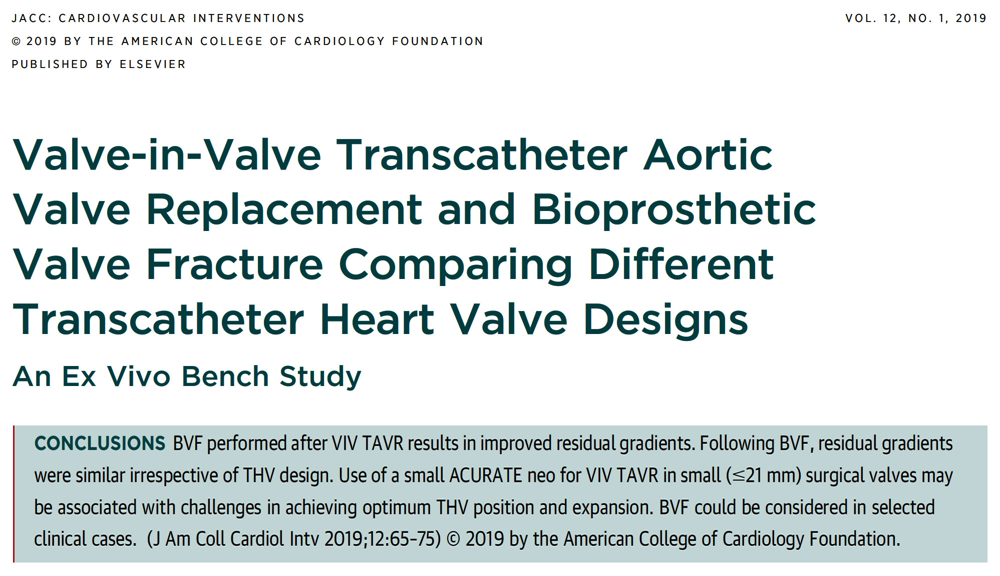 JACC: CARDIOVASCULAR INTERVENTIONS
VOL. 12, NO. 1, 2019
© 2019 BY THE AMERICAN COLLEGE OF CARDIOLOGY FOUNDATION
PUBLISHED BY ELSEVIER
Valve-in-Valve Transcatheter Aortic
Valve Replacement and Bioprosthetic
Valve Fracture Comparing Different
Transcatheter Heart Valve Designs
An Ex Vivo Bench Study
CONCLUSIONS BVF performed after VIV TAVR results in improved residual gradients. Following BVF, residual gradients
were similar irrespective of THV design. Use of a small ACURATE neo for VIV TAVR in small (≤21 mm) surgical valves may
be associated with challenges in achieving optimum THV position and expansion. BVF could be considered in selected
clinical cases. (J Am Coll Cardiol Intv 2019;12:65–75) © 2019 by the American College of Cardiology Foundation.